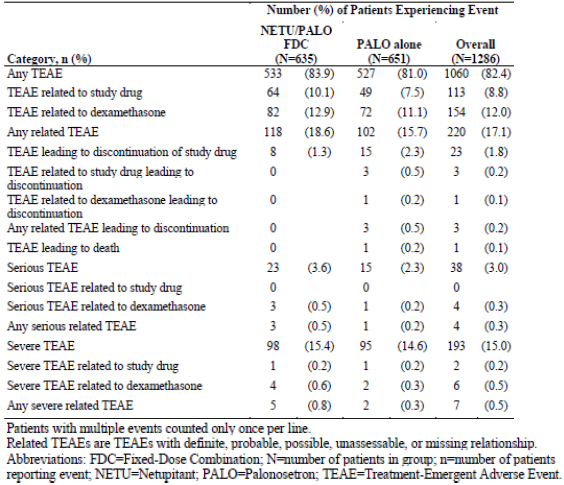 Number (%) of Patients Experiencing Event
NETU/PALO
FDC PALO alone Overall
Category, n (%) (N=635) (N=651) (N=1286)
Any TEAE 533 (83.9) 527 (81.0) 1060 (82.4)
TEAE related to study drug 64 (10.1) 49 (7.5) 113 (8.8)
TEAE related to dexamethasone 82 (12.9) 72 (11.1) 154 (12.0)
Any related TEAE 118 (18.6) 102 (15.7) 220 (17.1)
TEAE leading to discontinuation of study drug 8 (1.3) 15 (2.3) 23 (1.8)
TEAE related to study drug leading to
discontinuation 0 3 (0.5) 3 (0.2)
TEAE related to dexamethasone leading to
discontinuation 0 1 (0.2) 1 (0.1)
Any related TEAE leading to discontinuation 0 3 (0.5) 3 (0.2)
TEAE leading to death 0 1 (0.2) 1 (0.1)
Serious TEAE 23 (3.6) 15 (2.3) 38 (3.0)
Serious TEAE related to study drug 0 0 0
Serious TEAE related to dexamethasone 3 (0.5) 1 (0.2) 4 (0.3)
Any serious related TEAE 3 (0.5) 1 (0.2) 4 (0.3)
Severe TEAE 98 (15.4) 95 (14.6) 193 (15.0)
Severe TEAE related to study drug 1 (0.2) 1 (0.2) 2 (0.2)
Severe TEAE related to dexamethasone 4 (0.6) 2 (0.3) 6 (0.5)
Any severe related TEAE 5 (0.8) 2 (0.3) 7 (0.5)
Patients with multiple events counted only once per line.
Related TEAEs are TEAEs with definite, probable, possible, unassessable, or missing relationship.
Abbreviations: FDC=Fixed-Dose Combination; N=number of patients in group; n=number of patients
reporting event; NETU=Netupitant; PALO=Palonosetron; TEAE=Treatment-Emergent Adverse Event.